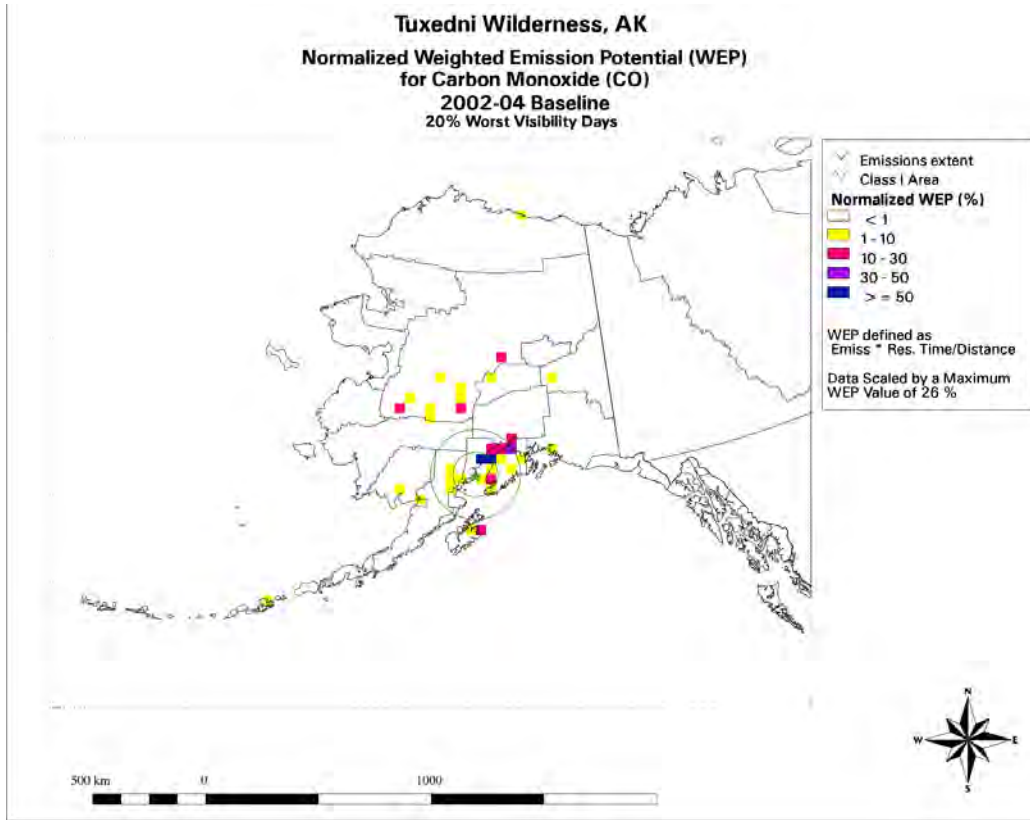 Tuxedni Wilderness, AK
Normalized Weighted Emission Potential (WEP)
for Carbon Monoxide (CO)
2002-04 Baseline
20% Worst Visibility Days
Emissions extent
Class I Area
Normalized WEP (%)
< 1
1 - 10
10 - 30
30 - 50
> = 50
WEP defined as
Emiss * Res. Time/Distance
Data Scaled by a Maximum
WEP Value of 26 %
N
W
E
S
500 km 0 1000